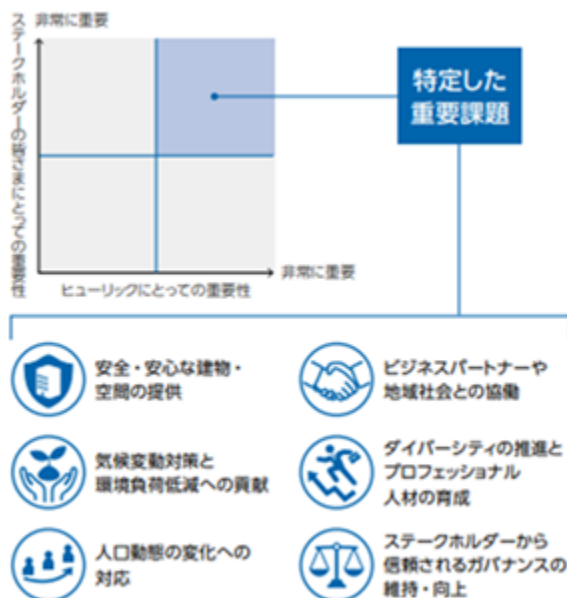 非常に重要
ステークホルダーの皆さまにとっての重要性
特定した
重要課題
非常に重要
ヒューリックにとっての重要性
安全・安心な建物・
空間の提供
ビジネスパートナーや
地域社会との協働
気候変動対策と
環境負荷低減への貢献
ダイバーシティの推進と
プロフェッショナル
人材の育成
人口動態の変化への
対応
ステークホルダーから
信頼されるガバナンスの
維持・向上